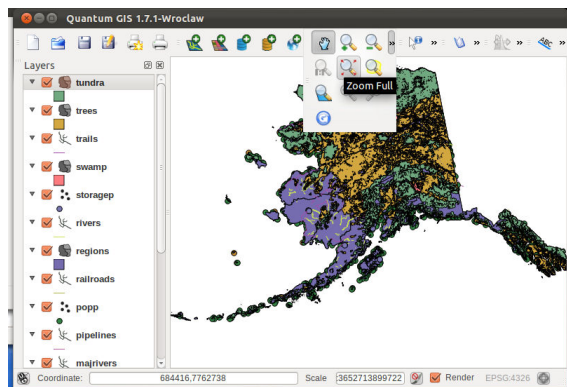 Quantum GIS 1.7.1-Wroclaw
Layers
Zoom Full
tundra
trees
trails
swamp
storagep
rivers
regions
railroads
popp
pipelines
majrivers
Coordinate: 684416,7762738 Scale :3652713899722 Render EPSG:4326